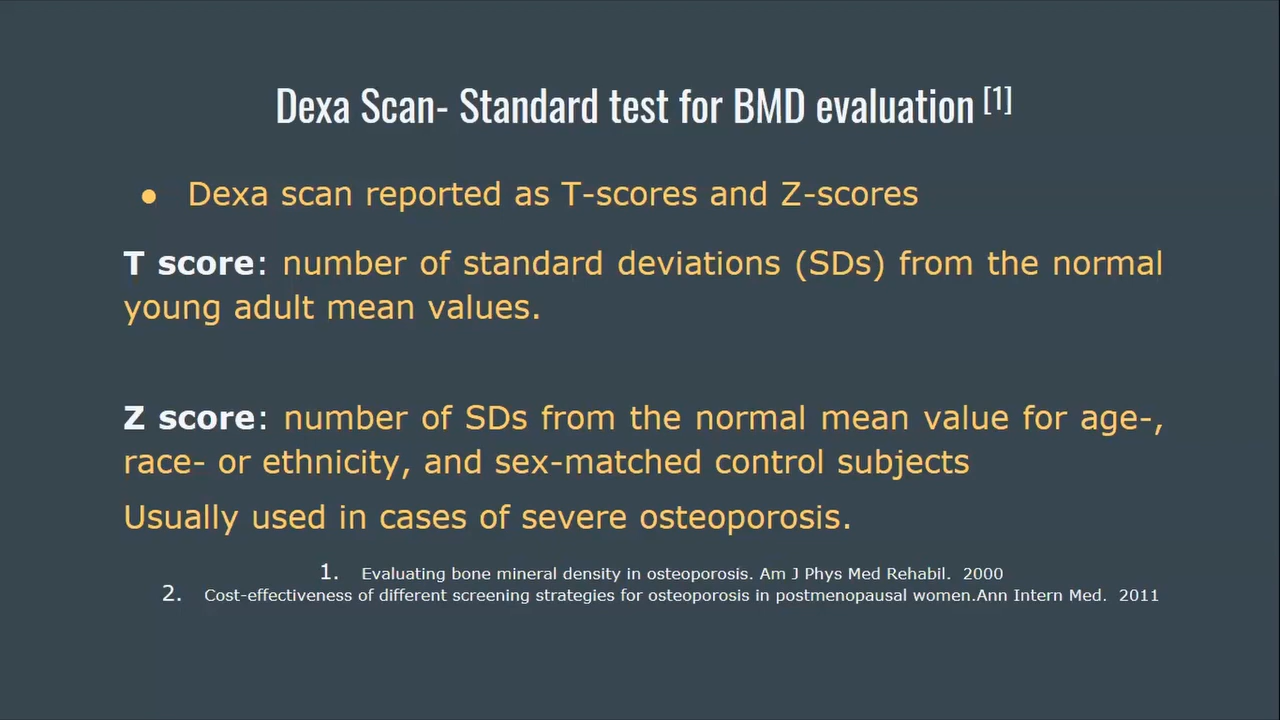 Dexa Scan- Standard test for BMD evaluation [1]
● Dexa scan reported as T-scores and Z-scores
T score: number of standard deviations (SDs) from the normal
young adult mean values.
Z score: number of SDs from the normal mean value for age-,
race- or ethnicity, and sex-matched control subjects
Usually used in cases of severe osteoporosis.
1. Evaluating bone mineral density in osteoporosis. Am J Phys Med Rehabil. 2000
2. Cost-effectiveness of different screening strategies for osteoporosis in postmenopausal women.Ann Intern Med. 2011